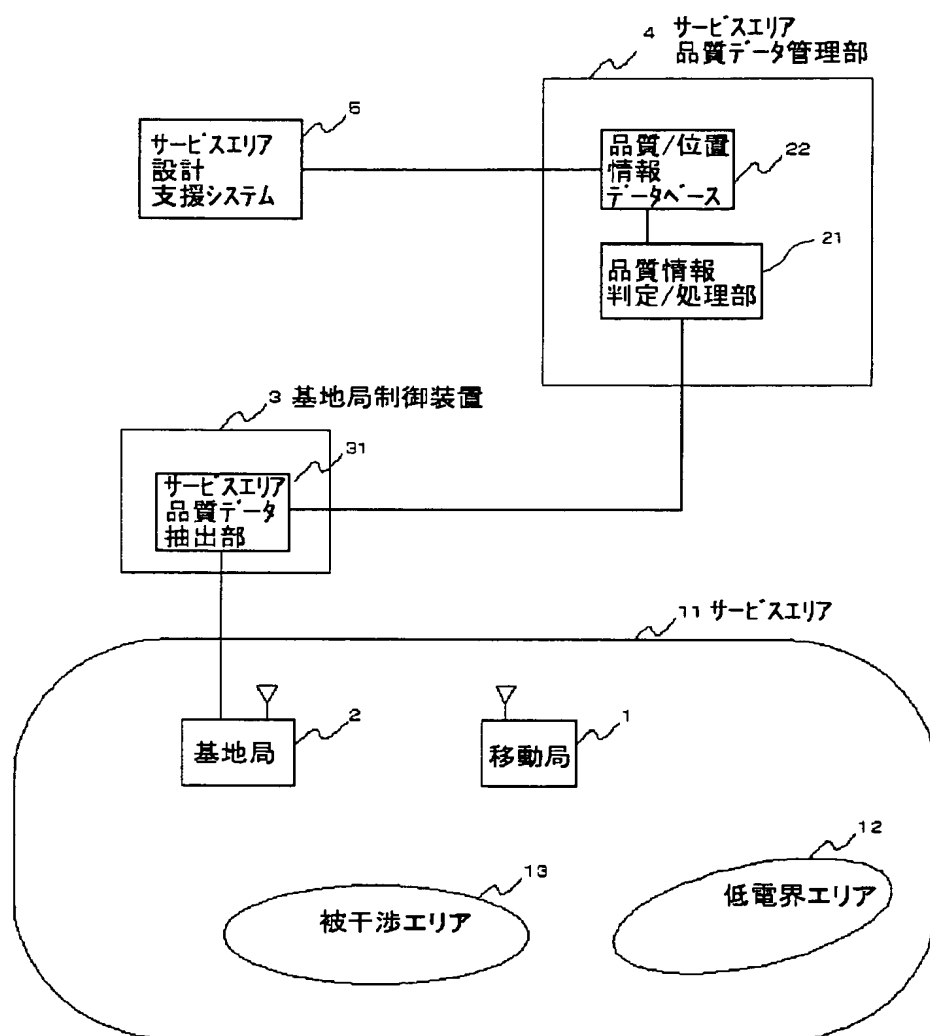 4 サービスエリア
品質データ管理部
5
サービスエリア
設計
支援システム
品質/位置
情報
データベース
22
21
品質情報
判定/処理部
3 基地局制御装置
31
サービスエリア
品質データ
抽出部
11 サービスエリア
2
基地局
1
移動局
12
低電界エリア
13
被干渉エリア